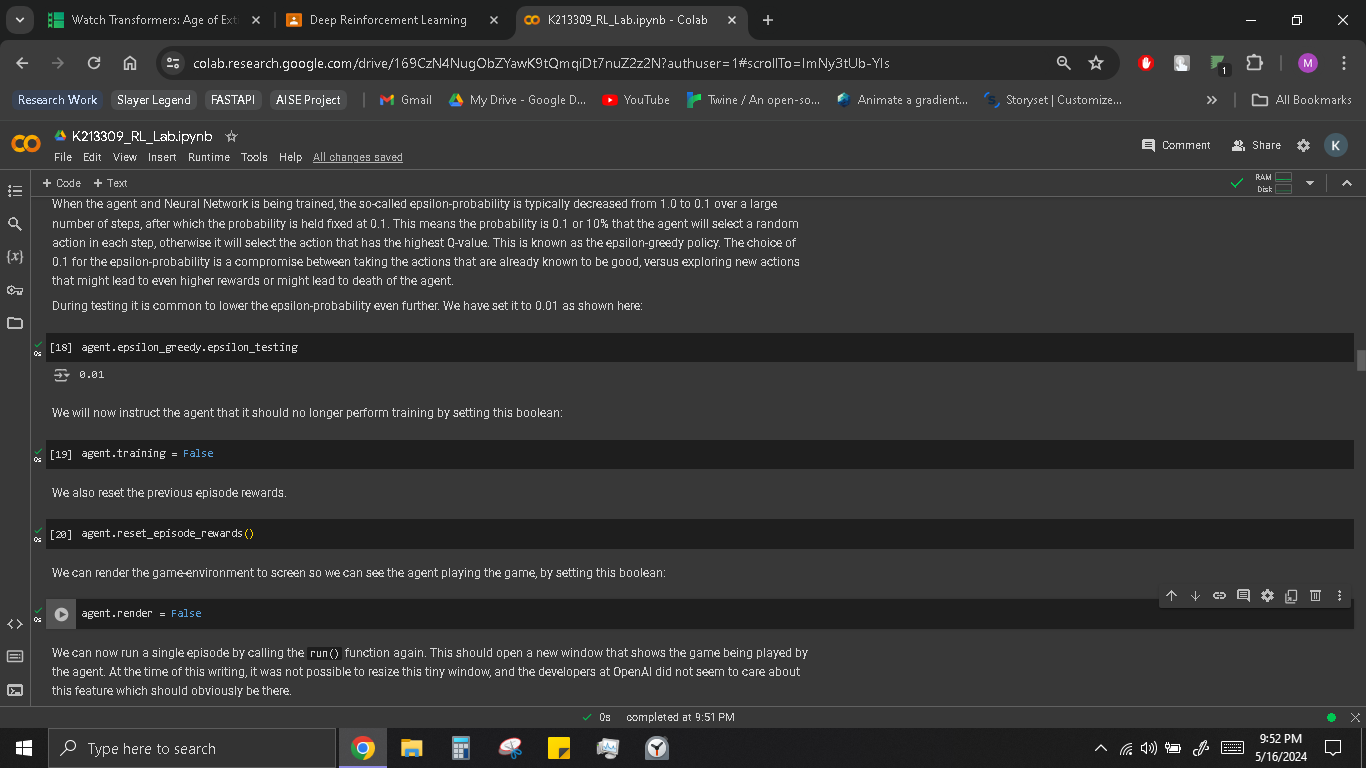 Watch Transformers: Age of Ext
Deep Reinforcement Learning
K213309_RL_Lab.ipynb - Colab
colab.research.google.com/drive/169CzN4NugObZYawK9tQmqiDt7nuZ2z2N?authuser=1#scrollTo=ImNy3tUb-YIs
1
M
Research Work
Slayer Legend
FASTAPI
AISE Project
Gmail
My Drive - Google D...
YouTube
Twine / An open-so...
Animate a gradient...
Storyset | Customize...
All Bookmarks
K213309_RL_Lab.ipynb
File Edit View Insert Runtime Tools Help All changes saved
Comment
Share
K
+ Code + Text
RAM
Disk
When the agent and Neural Network is being trained, the so-called epsilon-probability is typically decreased from 1.0 to 0.1 over a large
number of steps, after which the probability is held fixed at 0.1. This means the probability is 0.1 or 10% that the agent will select a random
action in each step, otherwise it will select the action that has the highest Q-value. This is known as the epsilon-greedy policy. The choice of
0.1 for the epsilon-probability is a compromise between taking the actions that are already known to be good, versus exploring new actions
that might lead to even higher rewards or might lead to death of the agent.
During testing it is common to lower the epsilon-probability even further. We have set it to 0.01 as shown here:
0s
[18] agent.epsilon_greedy.epsilon_testing
0.01
We will now instruct the agent that it should no longer perform training by setting this boolean:
0s
[19] agent.training = False
We also reset the previous episode rewards.
0s
[20] agent.reset_episode_rewards()
We can render the game-environment to screen so we can see the agent playing the game, by setting this boolean:
0s
agent.render = False
We can now run a single episode by calling the run() function again. This should open a new window that shows the game being played by
the agent. At the time of this writing, it was not possible to resize this tiny window, and the developers at OpenAI did not seem to care about
this feature which should obviously be there.
0s completed at 9:51 PM
Type here to search
9:52 PM
5/16/2024